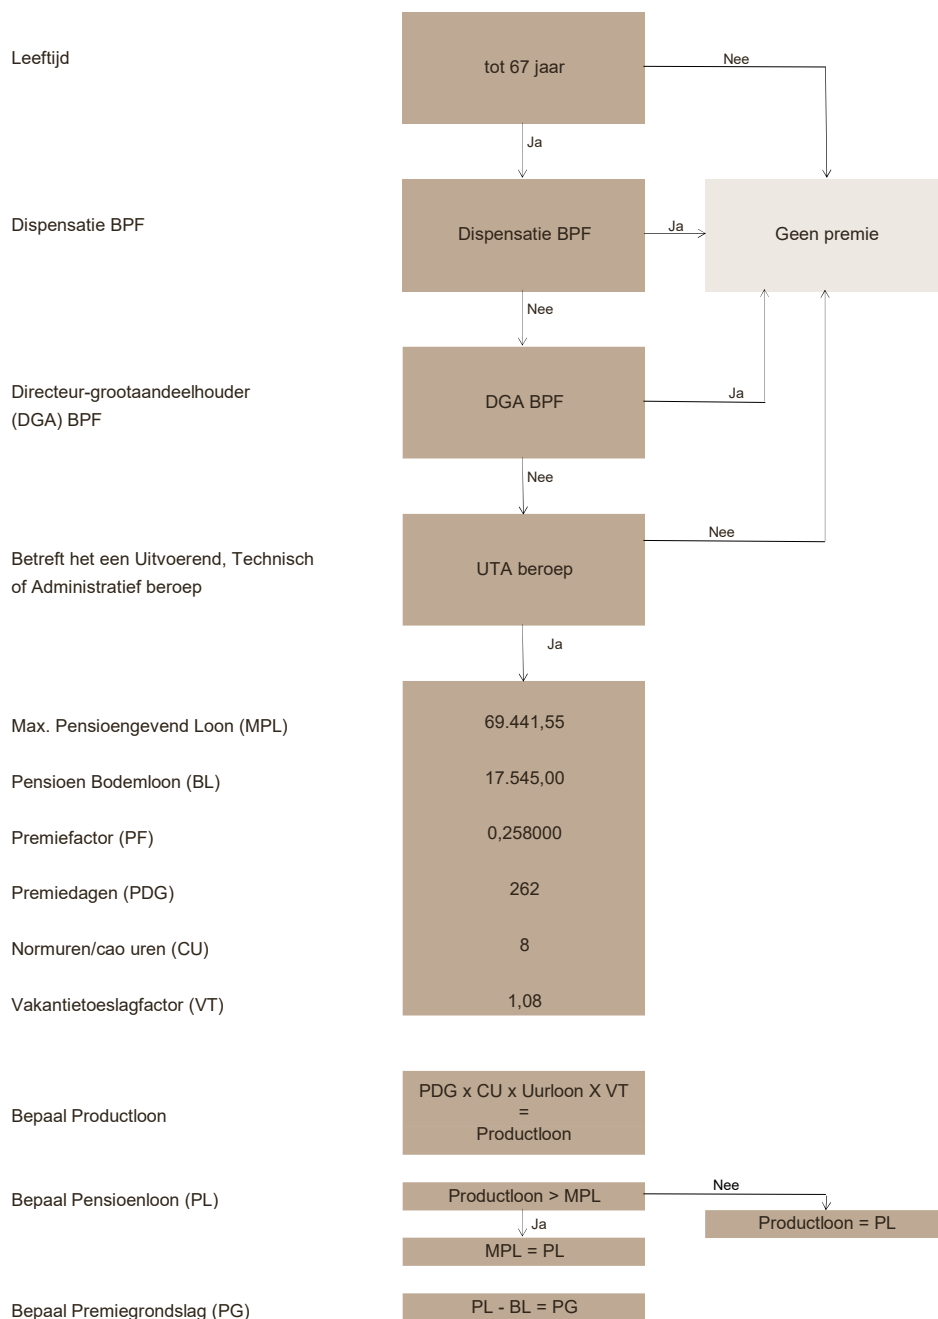 Leeftijd
tot 67 jaar
Nee
Ja
Dispensatie BPF
Dispensatie BPF
Ja
Geen premie
Nee
Directeur-grootaandeelhouder
(DGA) BPF
DGA BPF
Ja
Nee
Betreft het een Uitvoerend, Technisch
of Administratief beroep
UTA beroep
Nee
Ja
Max. Pensioengevend Loon (MPL)
69.441,55
Pensioen Bodemloon (BL)
17.545,00
Premiefactor (PF)
0,258000
Premiedagen (PDG)
262
Normuren/cao uren (CU)
8
Vakantietoeslagfactor (VT)
1,08
Bepaal Productloon
PDG x CU x Uurloon X VT
=
Productloon
Bepaal Pensioenloon (PL)
Productloon > MPL
Nee
Ja
Productloon = PL
MPL = PL
Bepaal Premiegrondslag (PG)
PL - BL = PG